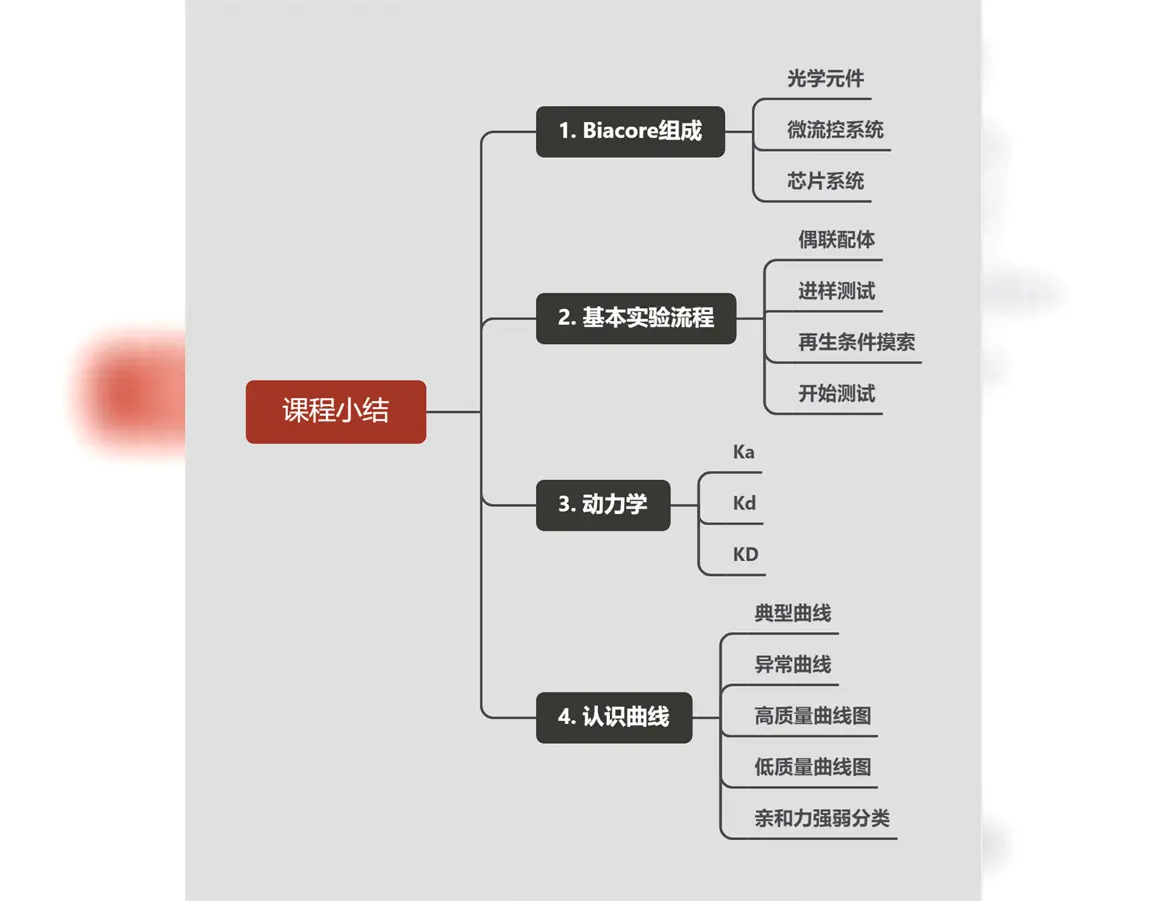 课程小结
1. Biacore组成
光学元件
微流控系统
芯片系统
2. 基本实验流程
偶联配体
进样测试
再生条件摸索
开始测试
3. 动力学
Ka
Kd
KD
4. 认识曲线
典型曲线
异常曲线
高质量曲线图
低质量曲线图
亲和力强弱分类